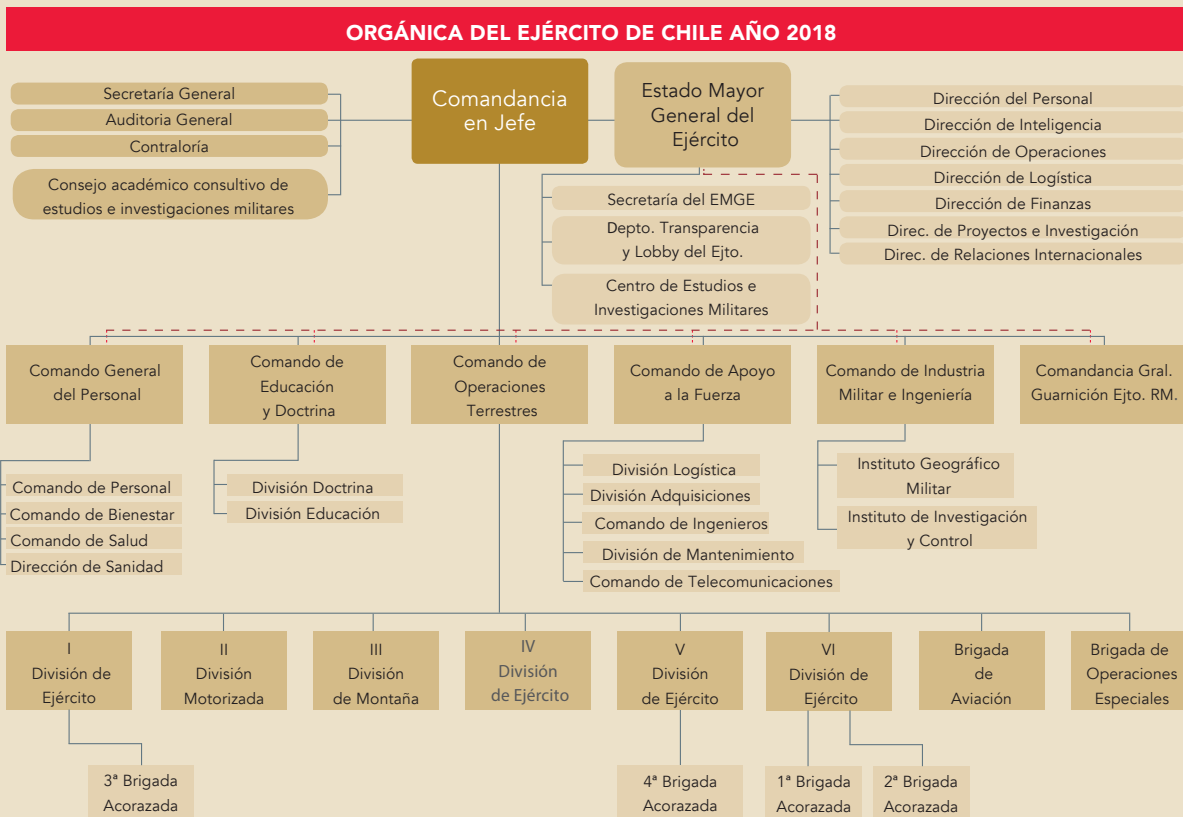 ORGÁNICA DEL EJÉRCITO DE CHILE AÑO 2018
Secretaría General
Auditoria General
Contraloría
Consejo académico consultivo de
estudios e investigaciones militares
Comandancia
en Jefe
Estado Mayor
General del
Ejército
Dirección del Personal
Dirección de Inteligencia
Dirección de Operaciones
Dirección de Logística
Dirección de Finanzas
Direc. de Proyectos e Investigación
Direc. de Relaciones Internacionales
Secretaría del EMGE
Depto. Transparencia
y Lobby del Ejto.
Centro de Estudios e
Investigaciones Militares
Comando General
del Personal
Comando de
Educación
y Doctrina
Comando de
Operaciones
Terrestres
Comando de Apoyo
a la Fuerza
Comando de Industria
Militar e Ingeniería
Comandancia Gral.
Guarnición Ejto. RM.
Comando de Personal
Comando de Bienestar
Comando de Salud
Dirección de Sanidad
División Doctrina
División Educación
División Logística
División Adquisiciones
Comando de Ingenieros
División de Mantenimiento
Comando de Telecomunicaciones
Instituto Geográfico
Militar
Instituto de Investigación
y Control
I
División de
Ejército
II
División
Motorizada
III
División
de Montaña
IV
División
de Ejército
V
División
de Ejército
VI
División de
Ejército
Brigada
de
Aviación
Brigada de
Operaciones
Especiales
3ª Brigada
Acorazada
4ª Brigada
Acorazada
1ª Brigada
Acorazada
2ª Brigada
Acorazada